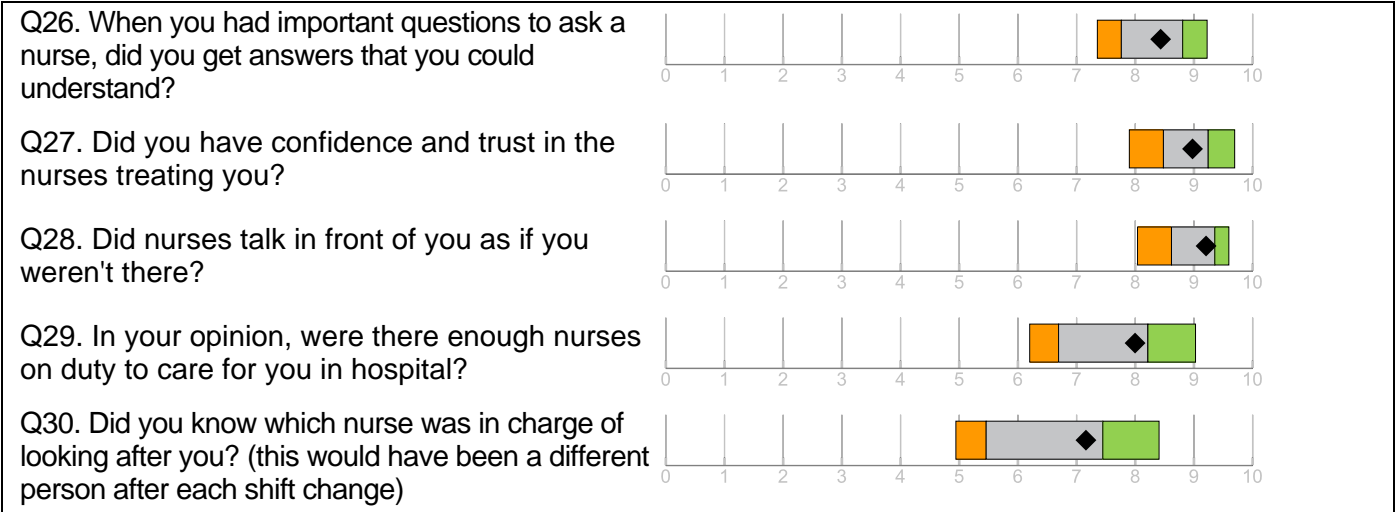 Q26. When you had important questions to ask a
nurse, did you get answers that you could
understand?
0 1 2 3 4 5 6 7 8 9 10
Q27. Did you have confidence and trust in the
nurses treating you?
0 1 2 3 4 5 6 7 8 9 10
Q28. Did nurses talk in front of you as if you
weren't there?
0 1 2 3 4 5 6 7 8 9 10
Q29. In your opinion, were there enough nurses
on duty to care for you in hospital?
0 1 2 3 4 5 6 7 8 9 10
Q30. Did you know which nurse was in charge of
looking after you? (this would have been a different
person after each shift change)
0 1 2 3 4 5 6 7 8 9 10